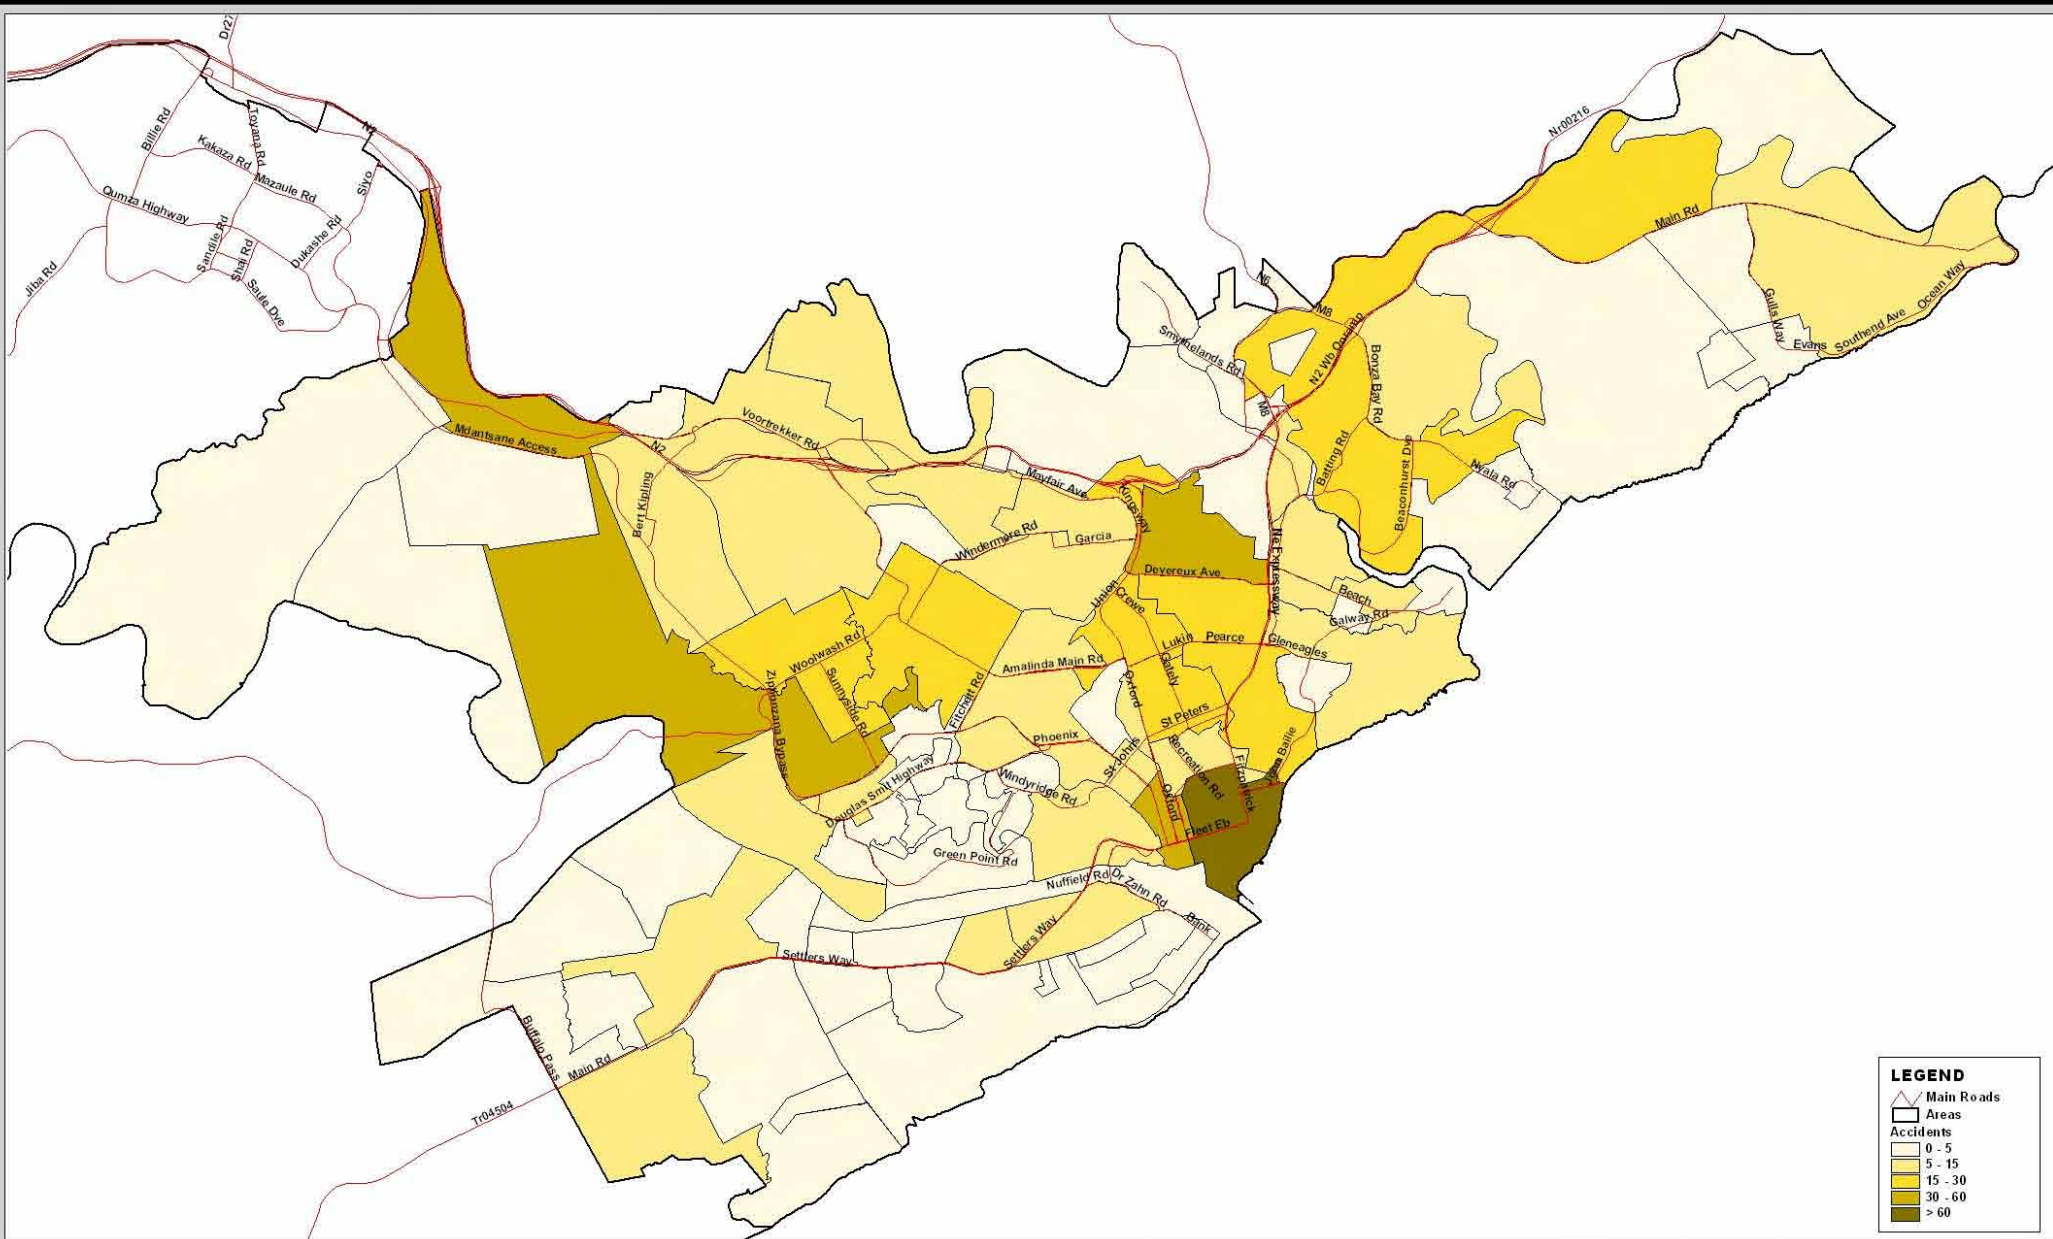 Dr27
N2
Billie Rd
Toyana Rd
Kakaza Rd
Mazaule Rd
Siyo
Qumza Highway
Sandile Rd
Shai Rd
Dukashe Rd
Saule Dve
Jiba Rd
Nr00216
Main Rd
N6
M8
Smythelands Rd
N2 Wb Onramp
Bonza Bay Rd
Gulls Way
Evans
Southend Ave
Ocean Way
M8
Mdantsane Access
N2
Voortrekker Rd
Bert Kipling
Mayfair Ave
Kingsway
Batting Rd
Beaconhurst Dve
Nyala Rd
Windermere Rd
Garcia
Devereux Ave
Ne Expressway
Union
Crewe
Beach
Galway Rd
Lukin
Pearce
Gleneagles
Gately
Woolwash Rd
Sunnyside Rd
Amalinda Main Rd
Oxford
Fitchett Rd
Ziphunzana Bypass
St Peters
Phoenix
St Johns
Recreation Rd
Fitzpatrick
John Bailie
Douglas Smit Highway
Windyridge Rd
Oxford
Fleet Eb
Green Point Rd
Nuffield Rd
Dr Zahn Rd
Bank
Settlers Way
Settlers Way
Buffalo Pass
Main Rd
Tr04504
LEGEND
Main Roads
Areas
Accidents
0 - 5
5 - 15
15 - 30
30 - 60
> 60